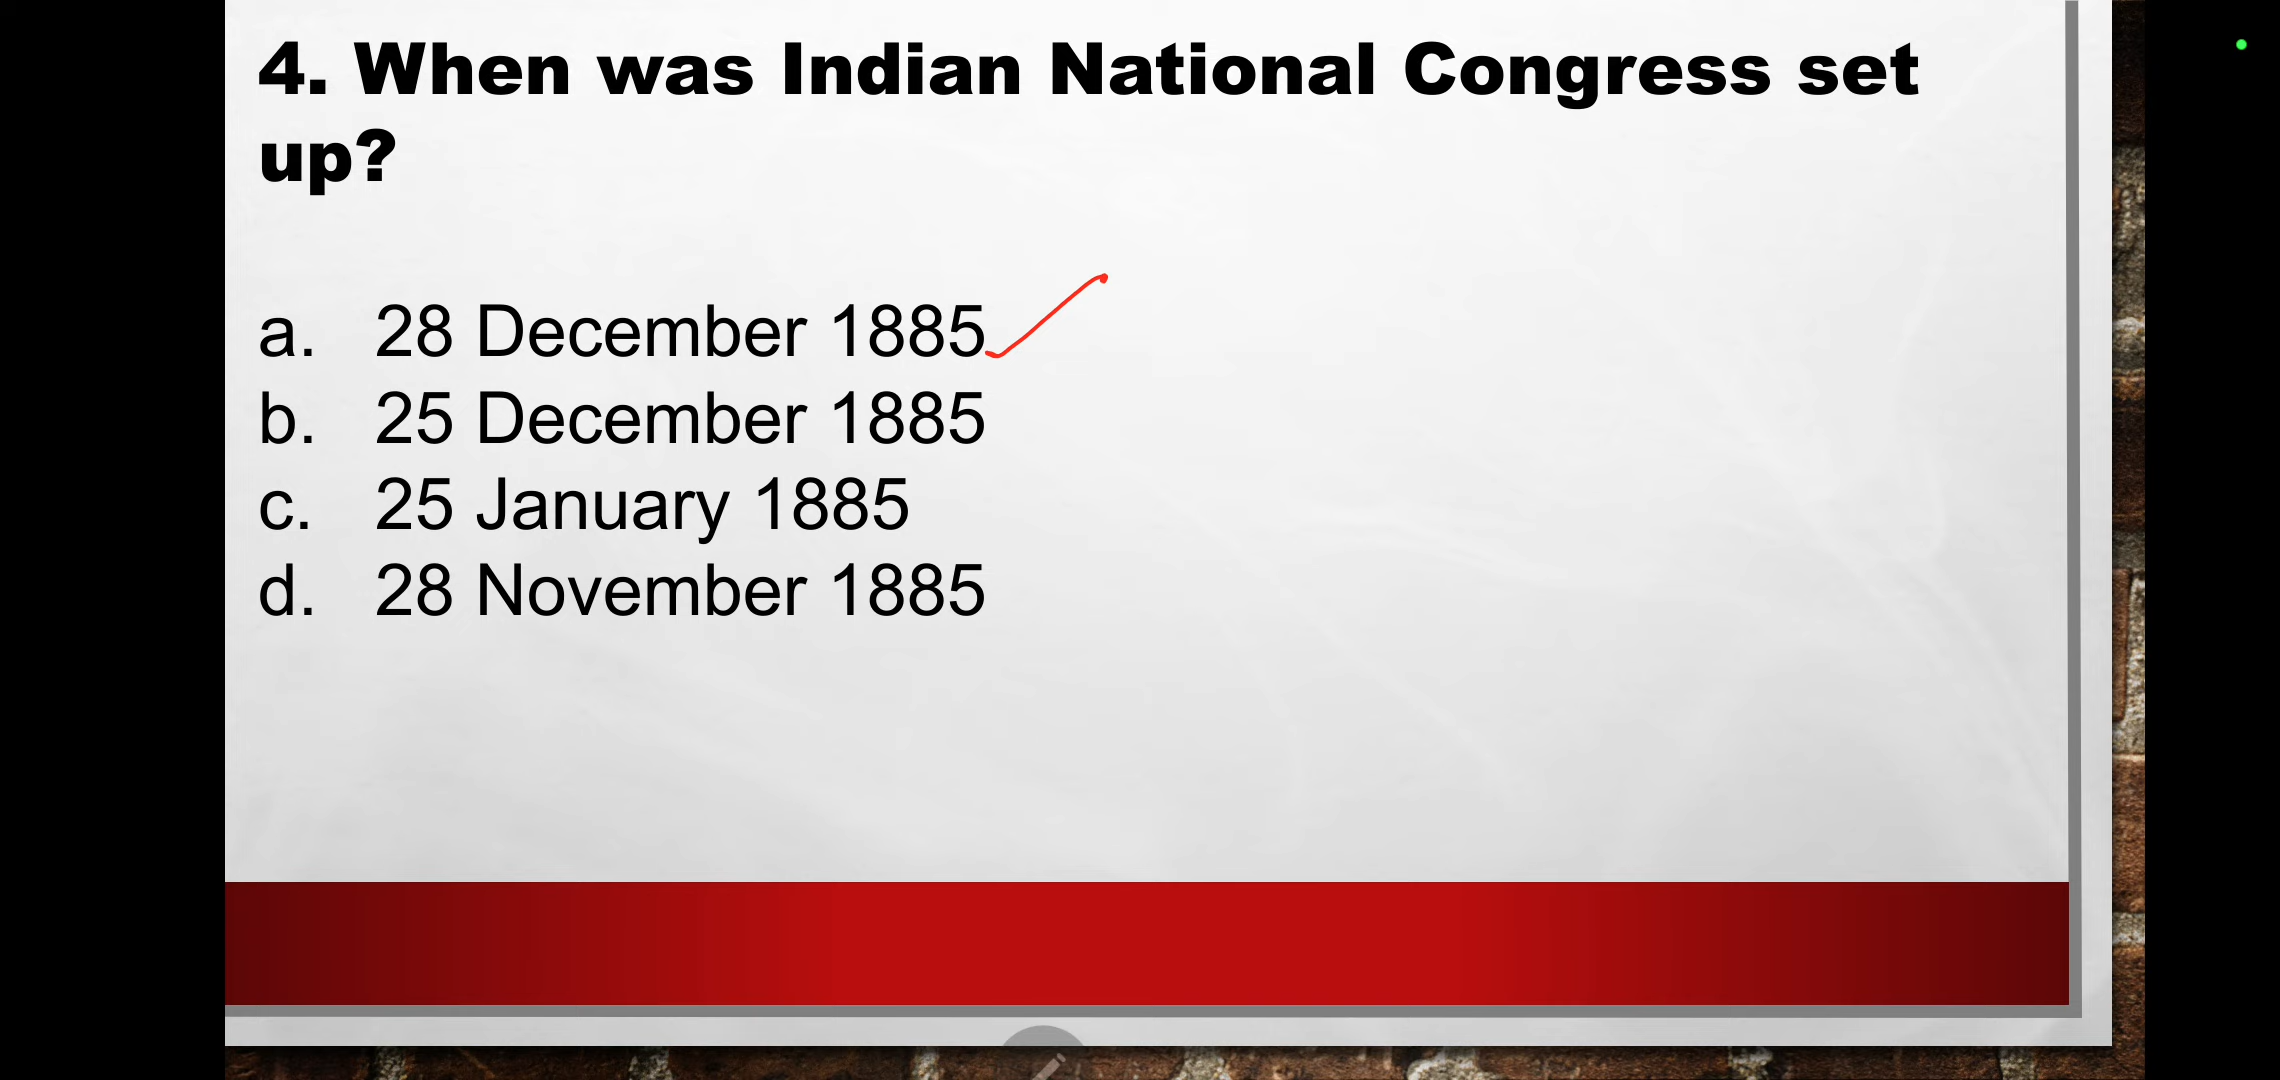 4. When was Indian National Congress set
up?
a. 28 December 1885
b. 25 December 1885
c. 25 January 1885
d. 28 November 1885